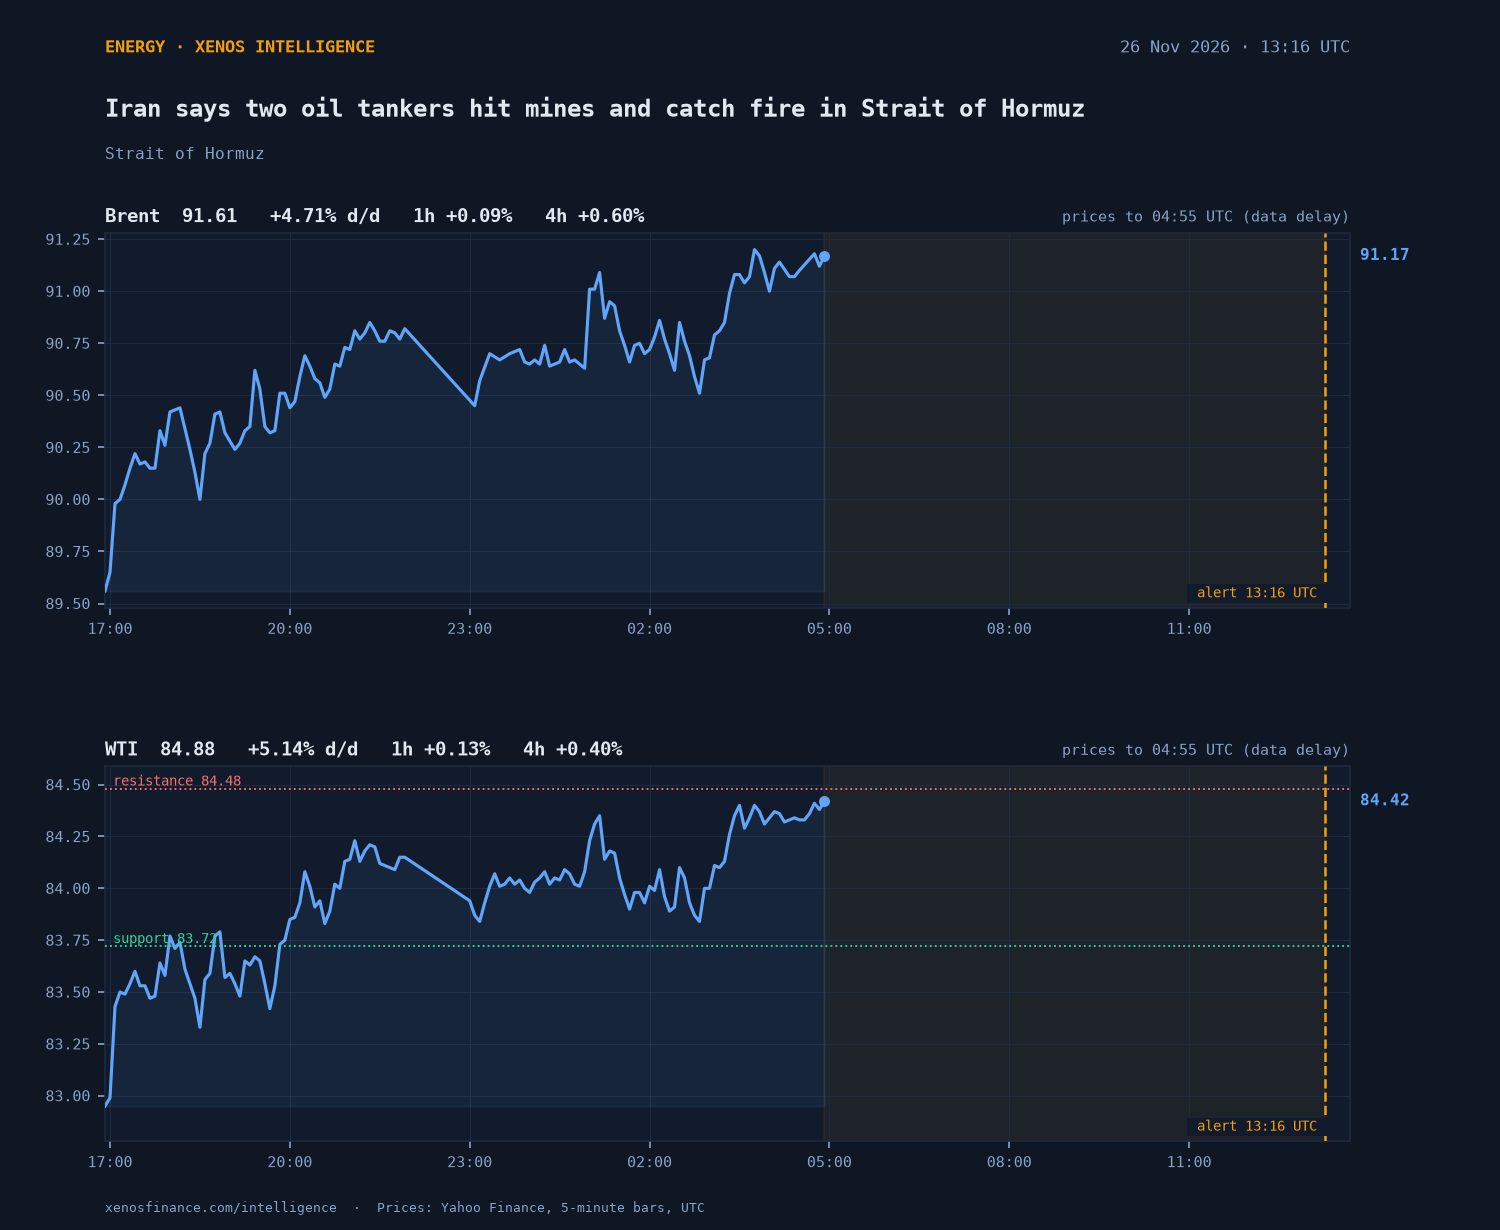 ENERGY · XENOS INTELLIGENCE
26 Nov 2026 · 13:16 UTC
Iran says two oil tankers hit mines and catch fire in Strait of Hormuz
Strait of Hormuz
Brent 91.61 +4.71% d/d 1h +0.09% 4h +0.60%
prices to 04:55 UTC (data delay)
91.25
91.17
91.00
90.75
90.50
90.25
90.00
89.75
alert 13:16 UTC
89.50
17:00 20:00 23:00 02:00 05:00 08:00 11:00
WTI 84.88 +5.14% d/d 1h +0.13% 4h +0.40%
prices to 04:55 UTC (data delay)
resistance 84.48
84.50
84.42
84.25
84.00
support 83.72
83.75
83.50
83.25
83.00
alert 13:16 UTC
17:00 20:00 23:00 02:00 05:00 08:00 11:00
xenosfinance.com/intelligence · Prices: Yahoo Finance, 5-minute bars, UTC